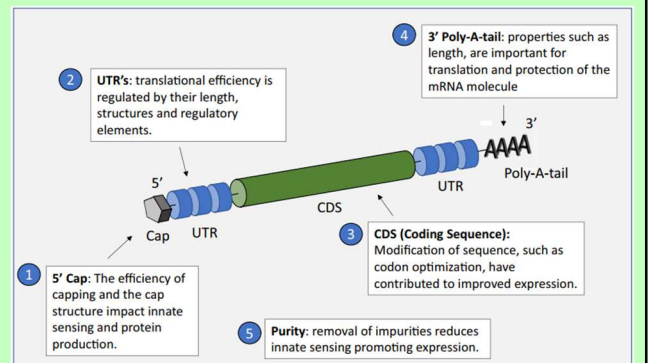 4
3’ Poly-A-tail: properties such as
length, are important for
translation and protection of the
mRNA molecule
2
UTR’s: translational efficiency is
regulated by their length,
structures and regulatory
elements.
3’
AAAA
Poly-A-tail
UTR
5’
CDS
Cap
UTR
3
CDS (Coding Sequence):
Modification of sequence, such as
codon optimization, have
contributed to improved expression.
1
5’ Cap: The efficiency of
capping and the cap
structure impact innate
sensing and protein
production.
5
Purity: removal of impurities reduces
innate sensing promoting expression.